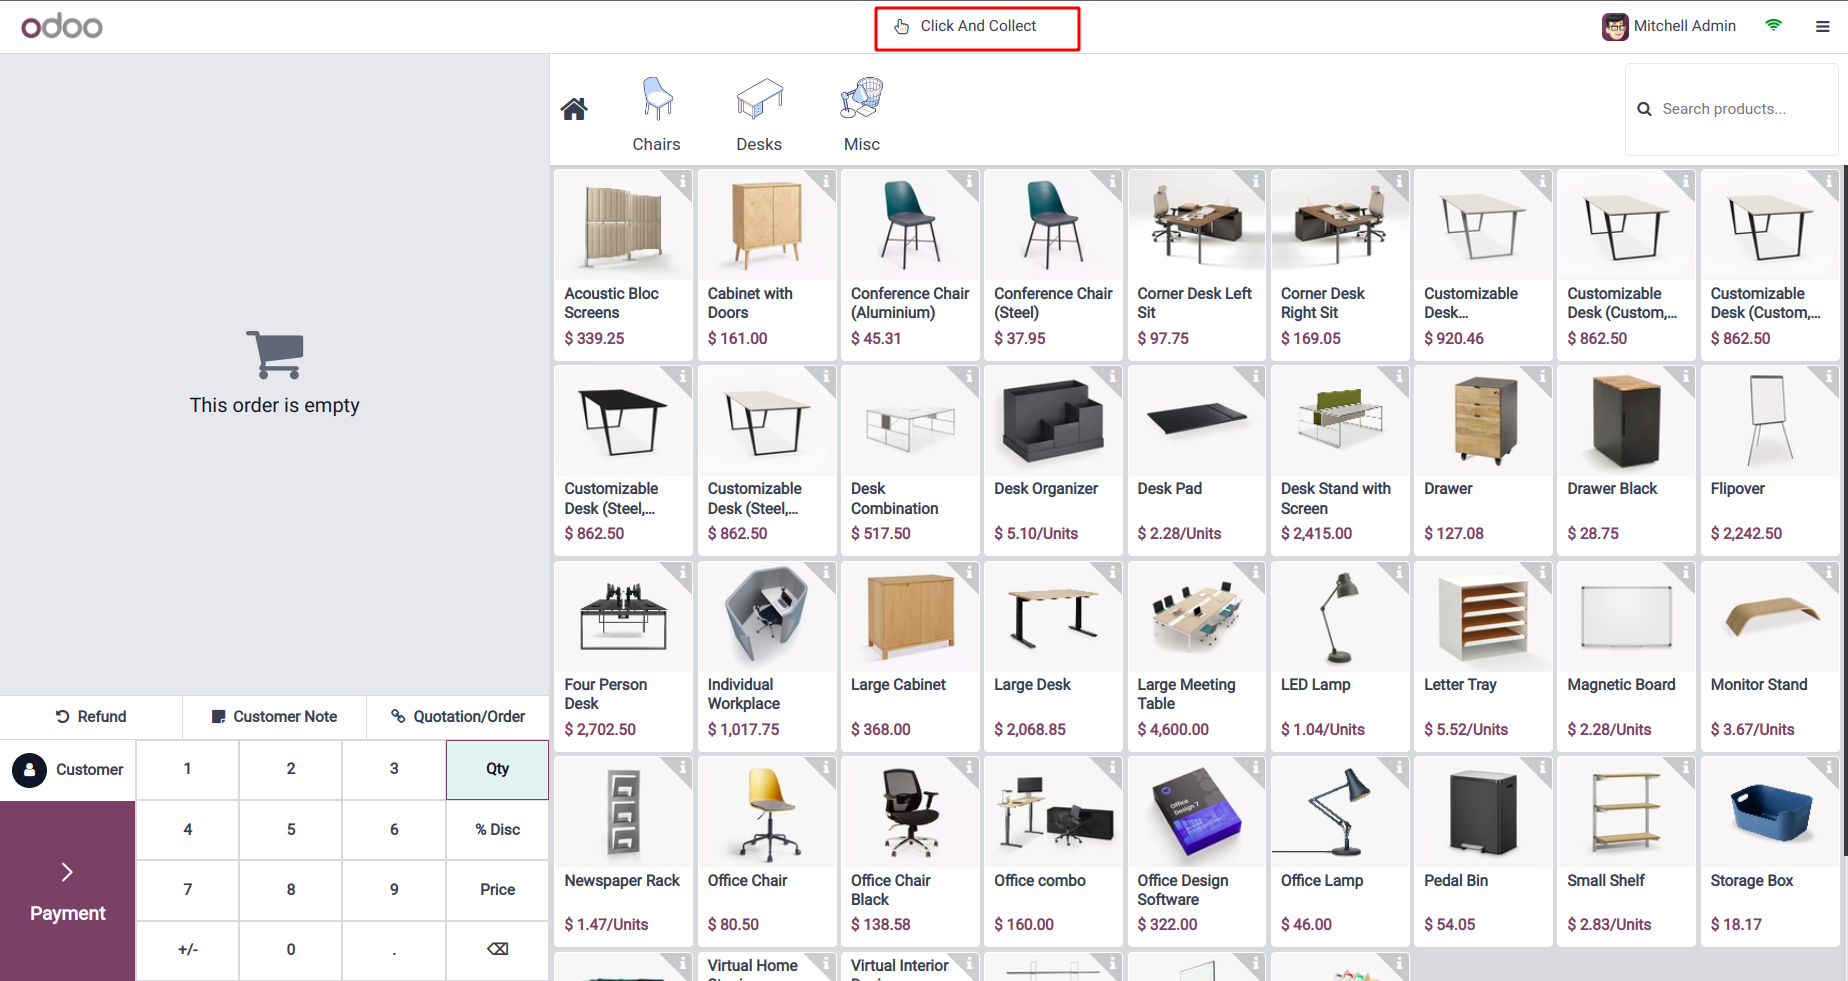 odoo
Click And Collect
Mitchell Admin
Chairs
Desks
Misc
Search products...
This order is empty
Refund
Customer Note
Quotation/Order
Customer
1
2
3
Qty
4
5
6
% Disc
Payment
7
8
9
Price
+/-
0
.
Acoustic Bloc
Screens
$ 339.25
Cabinet with
Doors
$ 161.00
Conference Chair
(Aluminium)
$ 45.31
Conference Chair
(Steel)
$ 37.95
Corner Desk Left
Sit
$ 97.75
Corner Desk
Right Sit
$ 169.05
Customizable
Desk...
$ 920.46
Customizable
Desk (Custom,...
$ 862.50
Customizable
Desk (Custom,...
$ 862.50
Customizable
Desk (Steel,...
$ 862.50
Customizable
Desk (Steel,...
$ 862.50
Desk
Combination
$ 517.50
Desk Organizer
$ 5.10/Units
Desk Pad
$ 2.28/Units
Desk Stand with
Screen
$ 2,415.00
Drawer
$ 127.08
Drawer Black
$ 28.75
Flipover
$ 2,242.50
Four Person
Desk
$ 2,702.50
Individual
Workplace
$ 1,017.75
Large Cabinet
$ 368.00
Large Desk
$ 2,068.85
Large Meeting
Table
$ 4,600.00
LED Lamp
$ 1.04/Units
Letter Tray
$ 5.52/Units
Magnetic Board
$ 2.28/Units
Monitor Stand
$ 3.67/Units
Newspaper Rack
$ 1.47/Units
Office Chair
$ 80.50
Office Chair
Black
$ 138.58
Office combo
$ 160.00
Office
Design 7
Office Design
Software
$ 322.00
Office Lamp
$ 46.00
Pedal Bin
$ 54.05
Small Shelf
$ 2.83/Units
Storage Box
$ 18.17
Virtual Home
Virtual Interior